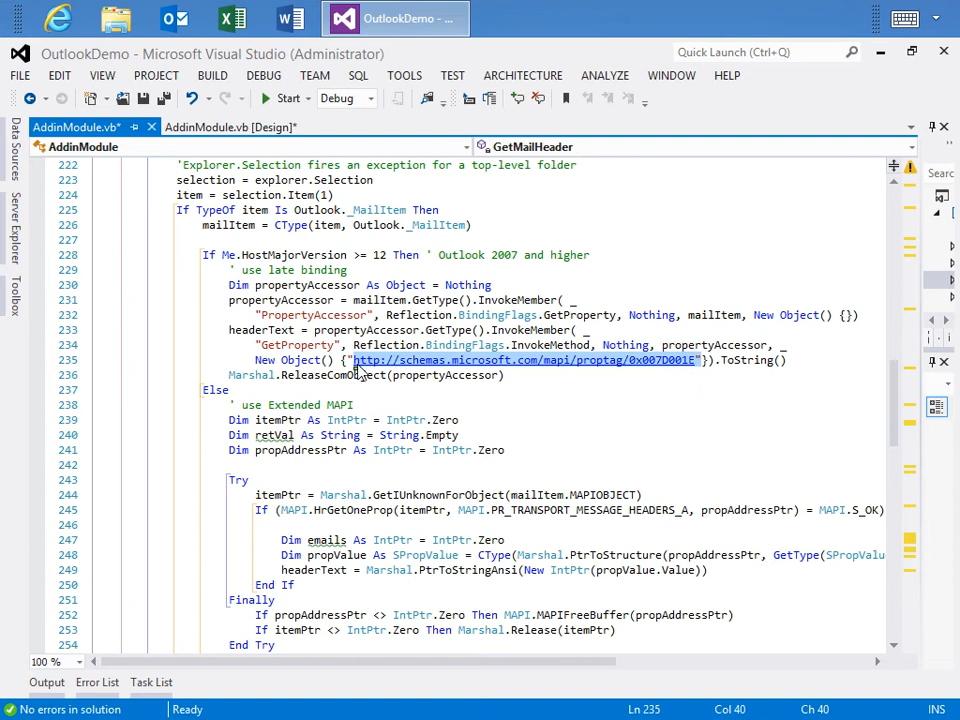 OutlookDemo - ...
OutlookDemo - Microsoft Visual Studio (Administrator)
Quick Launch (Ctrl+Q)
FILE EDIT VIEW PROJECT BUILD DEBUG TEAM SQL TOOLS TEST ARCHITECTURE ANALYZE WINDOW HELP
Start Debug
AddinModule.vb* AddinModule.vb [Design]*
AddinModule GetMailHeader
Data Sources
Server Explorer
Toolbox
Searc
222 'Explorer.Selection fires an exception for a top-level folder
223 selection = explorer.Selection
224 item = selection.Item(1)
225 If TypeOf item Is Outlook._MailItem Then
226 mailItem = CType(item, Outlook._MailItem)
227
228 If Me.HostMajorVersion >= 12 Then ' Outlook 2007 and higher
229 ' use late binding
230 Dim propertyAccessor As Object = Nothing
231 propertyAccessor = mailItem.GetType().InvokeMember( _
232 "PropertyAccessor", Reflection.BindingFlags.GetProperty, Nothing, mailItem, New Object() {})
233 headerText = propertyAccessor.GetType().InvokeMember( _
234 "GetProperty", Reflection.BindingFlags.InvokeMethod, Nothing, propertyAccessor, _
235 New Object() {"http://schemas.microsoft.com/mapi/proptag/0x007D001E"}).ToString()
236 Marshal.ReleaseComObject(propertyAccessor)
237 Else
238 ' use Extended MAPI
239 Dim itemPtr As IntPtr = IntPtr.Zero
240 Dim retVal As String = String.Empty
241 Dim propAddressPtr As IntPtr = IntPtr.Zero
242
243 Try
244 itemPtr = Marshal.GetIUnknownForObject(mailItem.MAPIOBJECT)
245 If (MAPI.HrGetOneProp(itemPtr, MAPI.PR_TRANSPORT_MESSAGE_HEADERS_A, propAddressPtr) = MAPI.S_OK)
246
247 Dim emails As IntPtr = IntPtr.Zero
248 Dim propValue As SPropValue = CType(Marshal.PtrToStructure(propAddressPtr, GetType(SPropValu
249 headerText = Marshal.PtrToStringAnsi(New IntPtr(propValue.Value))
250 End If
251 Finally
252 If propAddressPtr <> IntPtr.Zero Then MAPI.MAPIFreeBuffer(propAddressPtr)
253 If itemPtr <> IntPtr.Zero Then Marshal.Release(itemPtr)
254 End Try
100 %
Output Error List Task List
No errors in solution Ready Ln 235 Col 40 Ch 40 INS